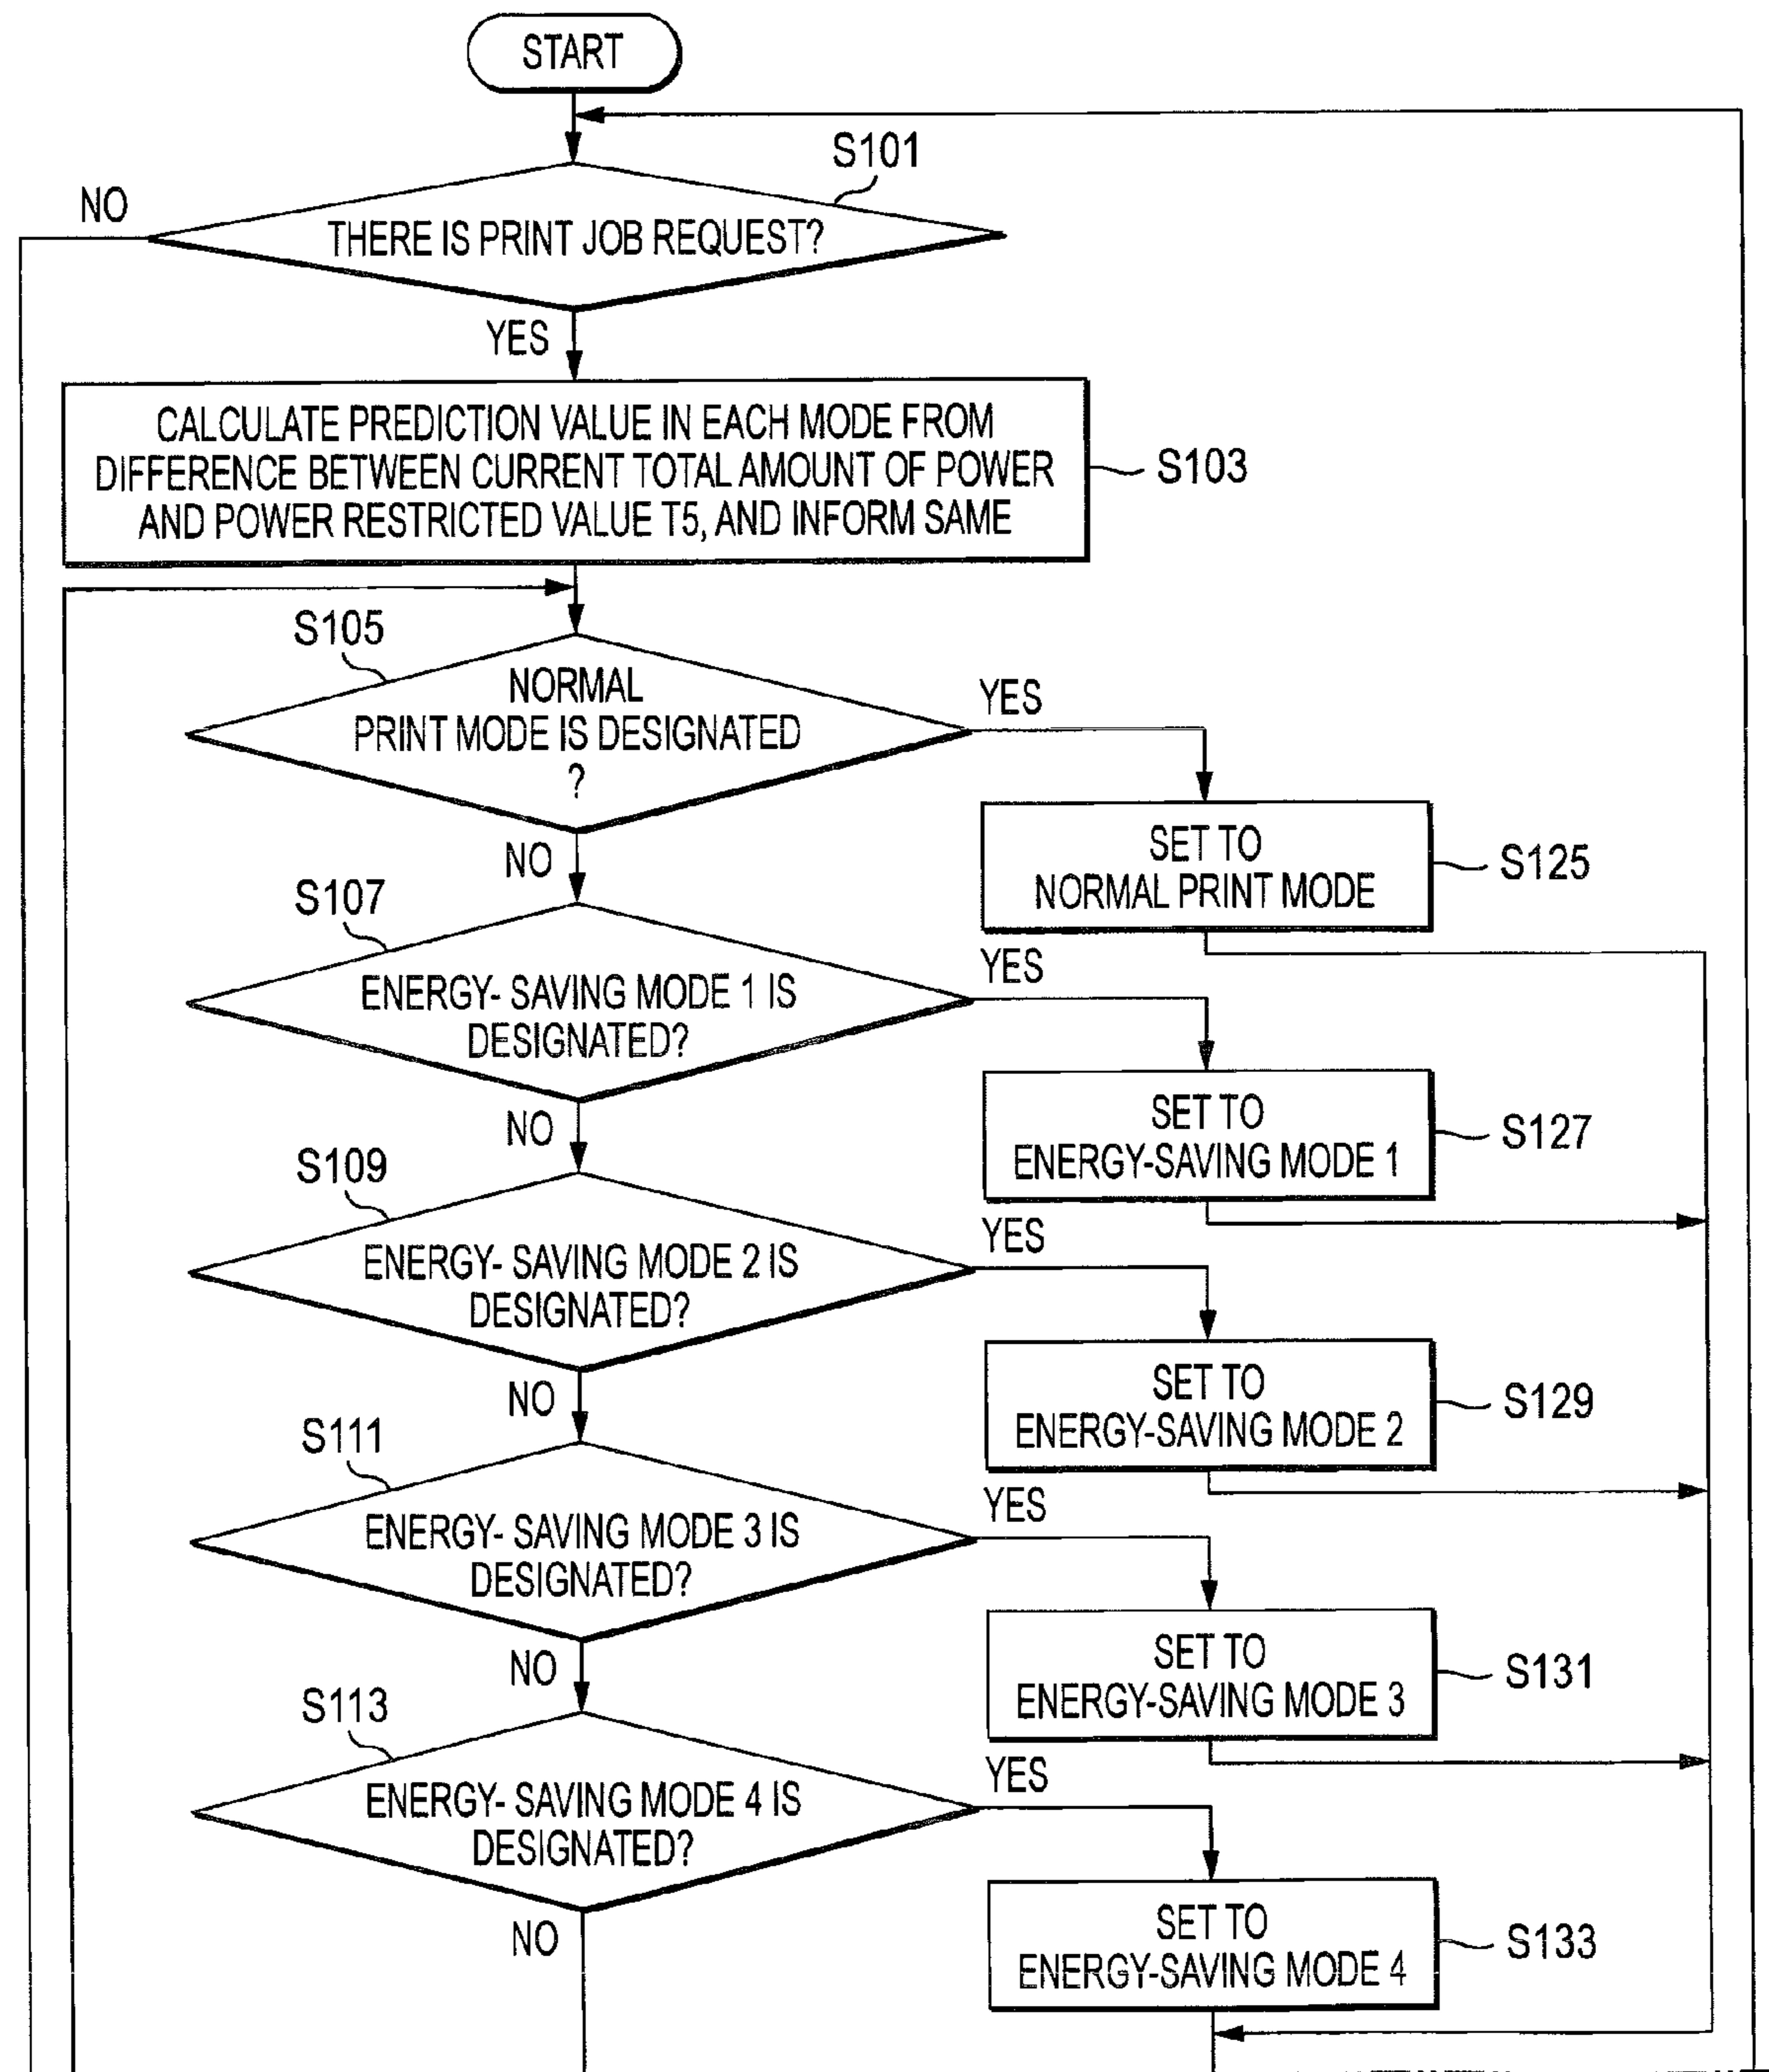 START
S101
NO
THERE IS PRINT JOB REQUEST?
YES
CALCULATE PREDICTION VALUE IN EACH MODE FROM
DIFFERENCE BETWEEN CURRENT TOTAL AMOUNT OF POWER
AND POWER RESTRICTED VALUE T5, AND INFORM SAME
S103
S105
NORMAL
PRINT MODE IS DESIGNATED
?
YES
NO
SET TO
NORMAL PRINT MODE
S125
S107
ENERGY- SAVING MODE 1 IS
DESIGNATED?
YES
NO
SET TO
ENERGY-SAVING MODE 1
S127
S109
ENERGY- SAVING MODE 2 IS
DESIGNATED?
YES
NO
SET TO
ENERGY-SAVING MODE 2
S129
S111
ENERGY- SAVING MODE 3 IS
DESIGNATED?
YES
NO
SET TO
ENERGY-SAVING MODE 3
S131
S113
ENERGY- SAVING MODE 4 IS
DESIGNATED?
YES
NO
SET TO
ENERGY-SAVING MODE 4
S133